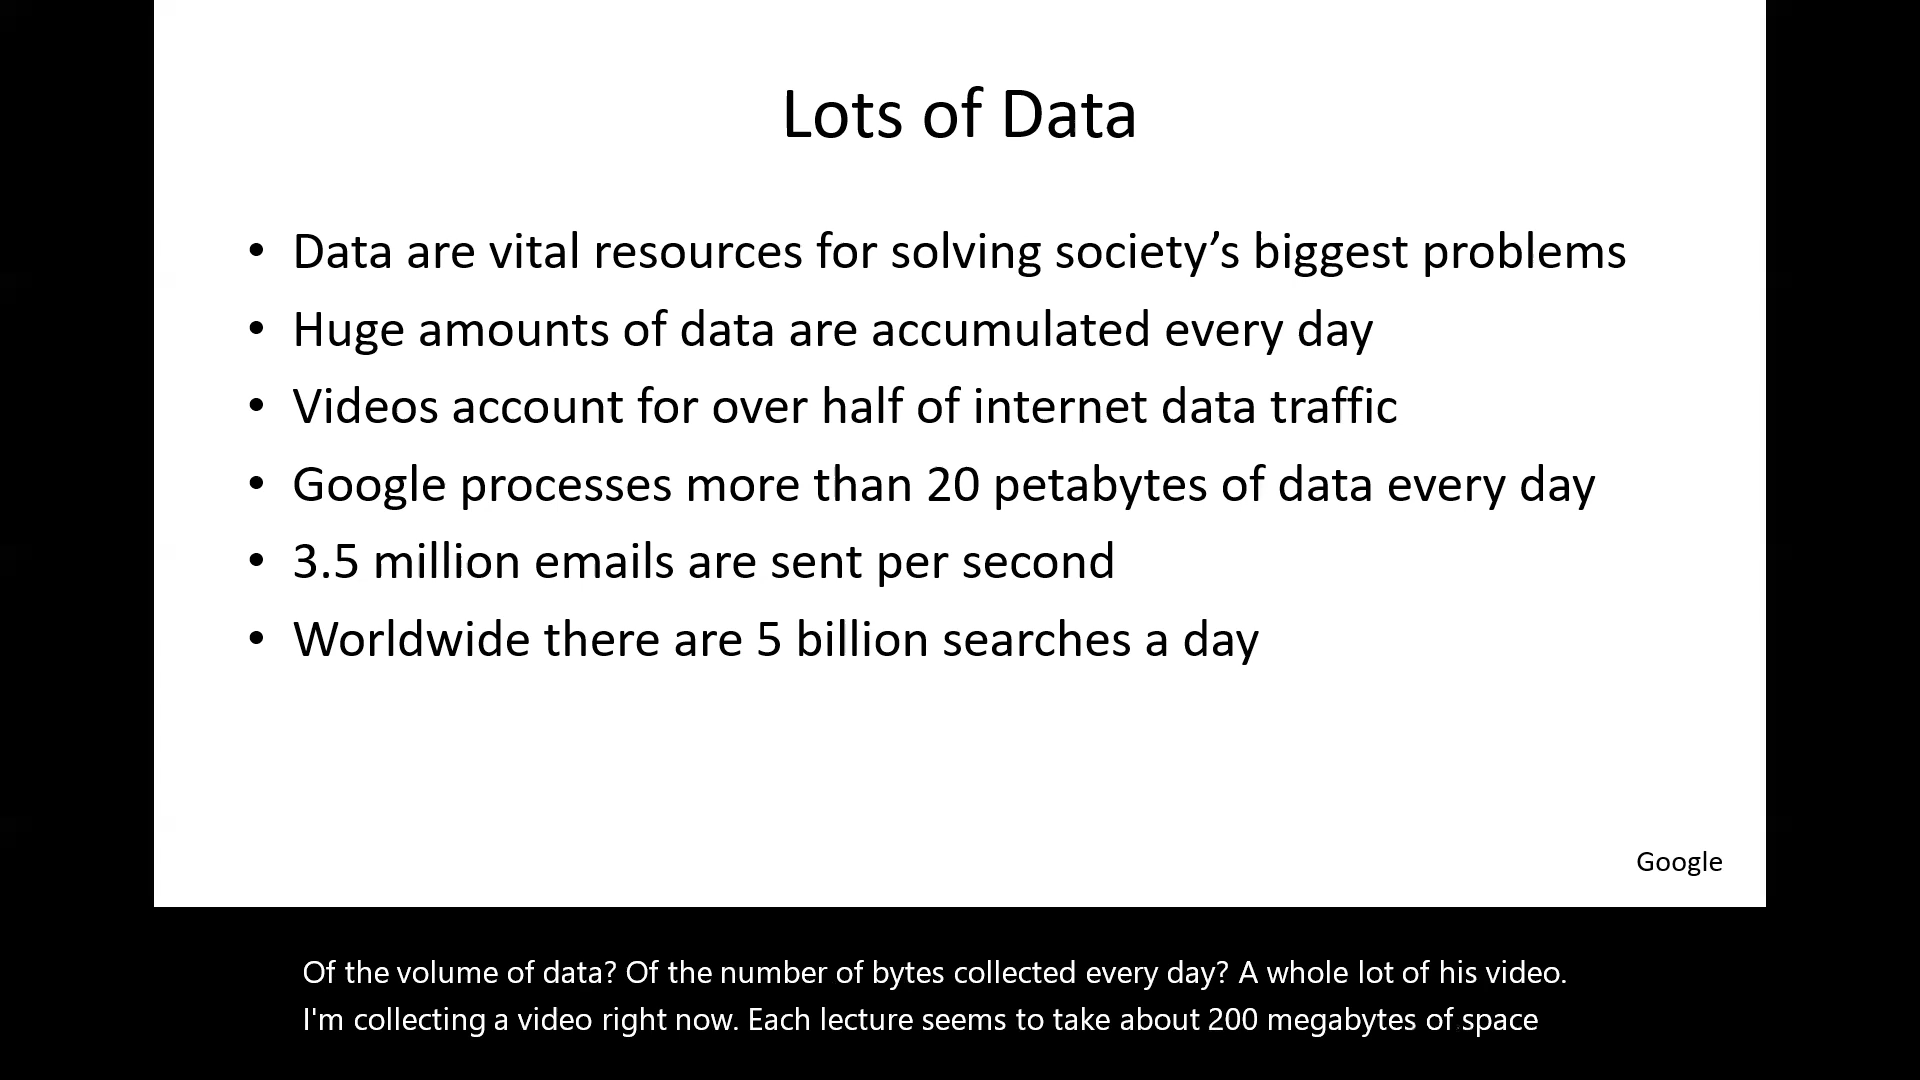 Lots of Data
• Data are vital resources for solving society’s biggest problems
• Huge amounts of data are accumulated every day
• Videos account for over half of internet data traffic
• Google processes more than 20 petabytes of data every day
• 3.5 million emails are sent per second
• Worldwide there are 5 billion searches a day
Google
Of the volume of data? Of the number of bytes collected every day? A whole lot of his video.
I'm collecting a video right now. Each lecture seems to take about 200 megabytes of space